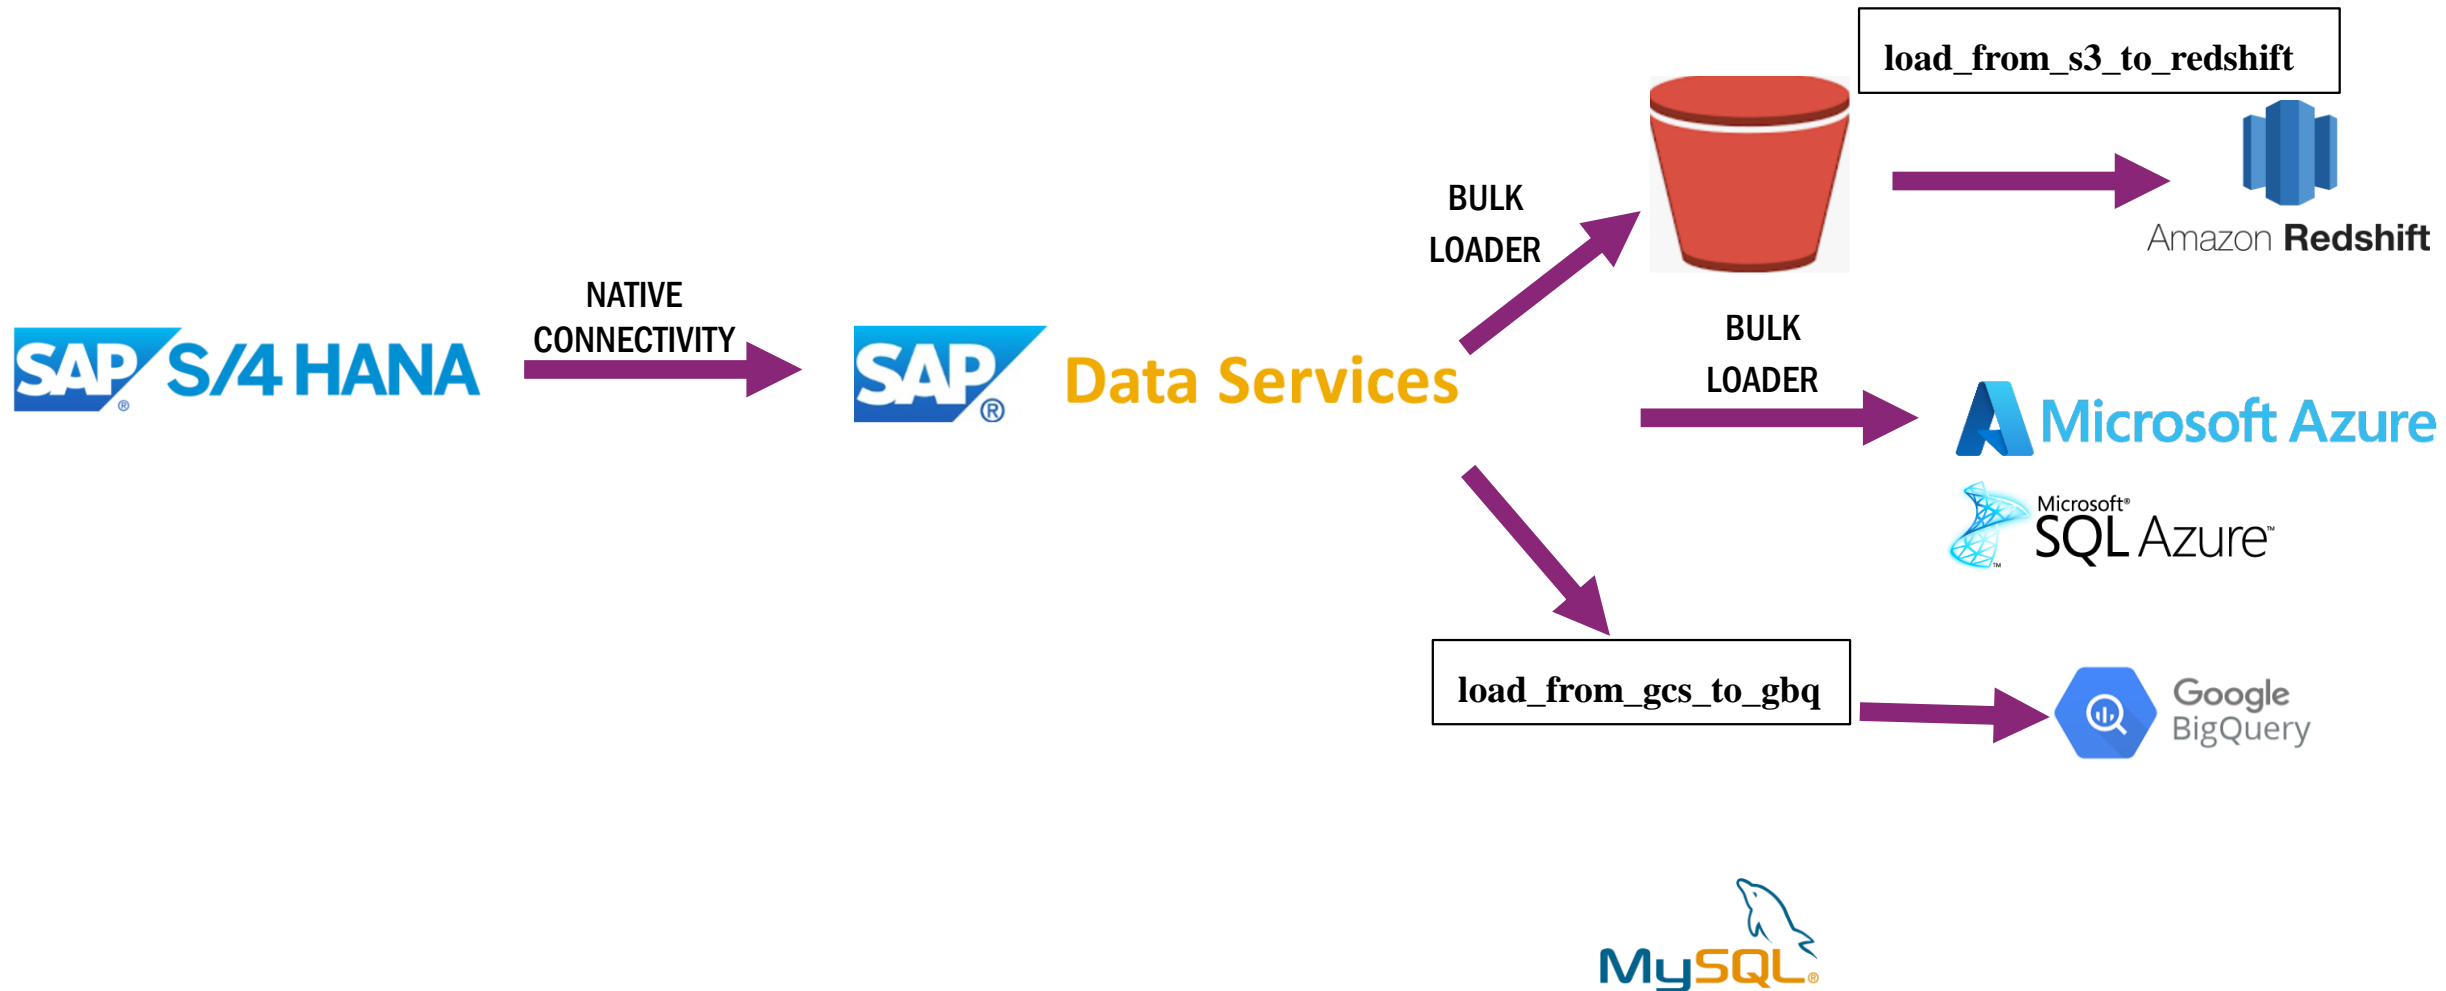 load_from_s3_to_redshift
BULK
LOADER
Amazon Redshift
NATIVE
CONNECTIVITY
SAP® S/4 HANA
SAP® Data Services
BULK
LOADER
Microsoft Azure
Microsoft®
SQL Azure™
load_from_gcs_to_gbq
Google
BigQuery
MySQL®